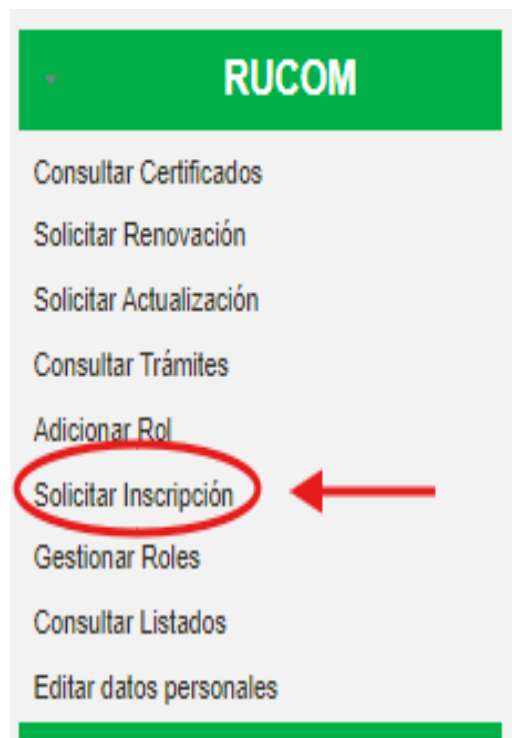 RUCOM
Consultar Certificados
Solicitar Renovación
Solicitar Actualización
Consultar Trámites
Adicionar Rol
Solicitar Inscripción
Gestionar Roles
Consultar Listados
Editar datos personales